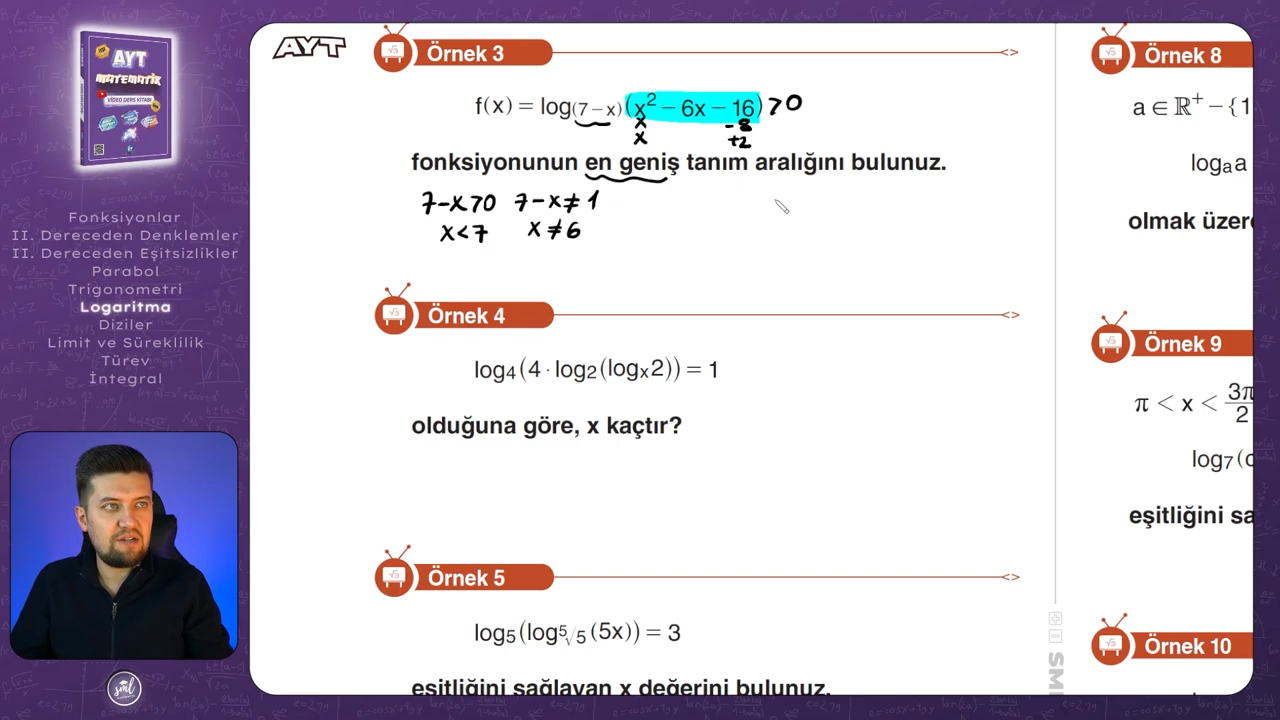 AYT
MATEMATİK
VİDEO DERS KİTABI
Fonksiyonlar
II. Dereceden Denklemler
II. Dereceden Eşitsizlikler
Parabol
Trigonometri
Logaritma
Diziler
Limit ve Süreklilik
Türev
İntegral
sml
AYT
Örnek 3
f(x) = log₍₇₋ₓ₎(x² − 6x − 16) > 0
x -8
x +2
fonksiyonunun en geniş tanım aralığını bulunuz.
7-x>0 7-x≠1
x<7 x≠6
Örnek 4
log₄(4 · log₂(logₓ2)) = 1
olduğuna göre, x kaçtır?
Örnek 5
log₅(log ⁵√5 (5x)) = 3
eşitliğini sağlayan x değerini bulunuz.
SM
Örnek 8
a ∈ ℝ⁺ − {1
logₐa
olmak üzer
Örnek 9
π < x < 3π/2
log₇(c
eşitliğini sa
Örnek 10